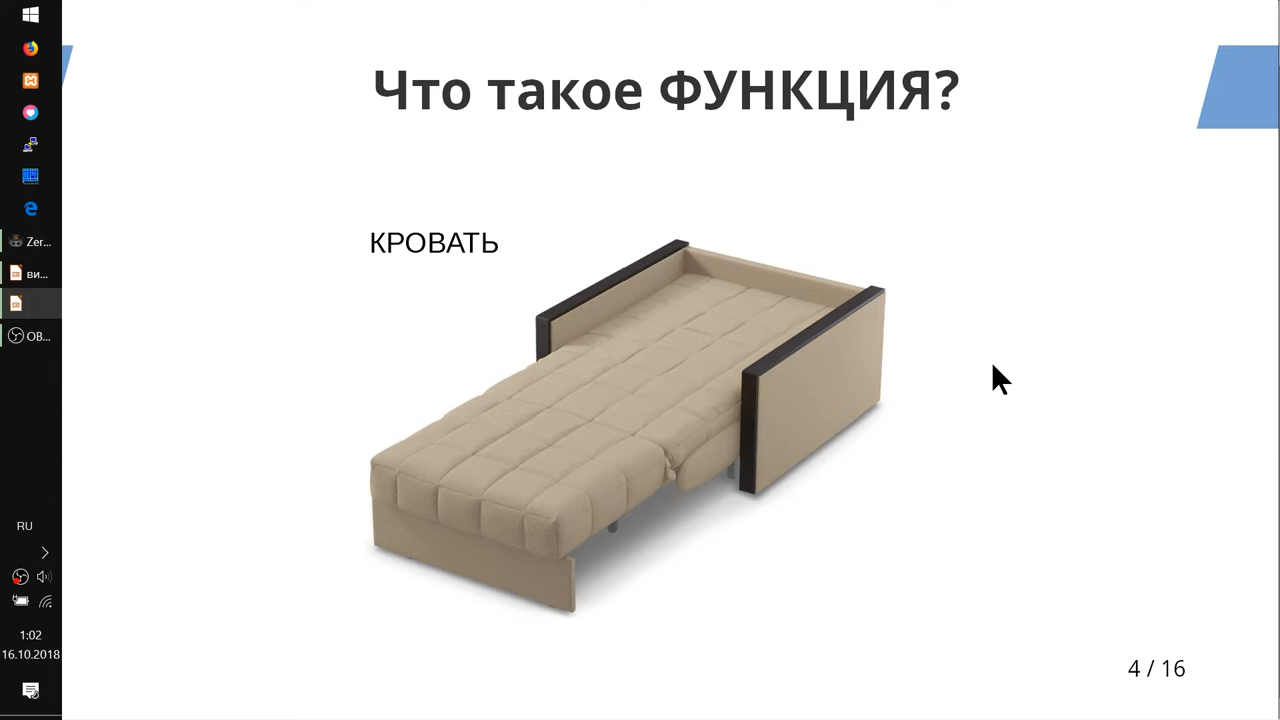 Что такое ФУНКЦИЯ?
КРОВАТЬ
Zer...
ви...
OB...
RU
1:02
16.10.2018
4 / 16